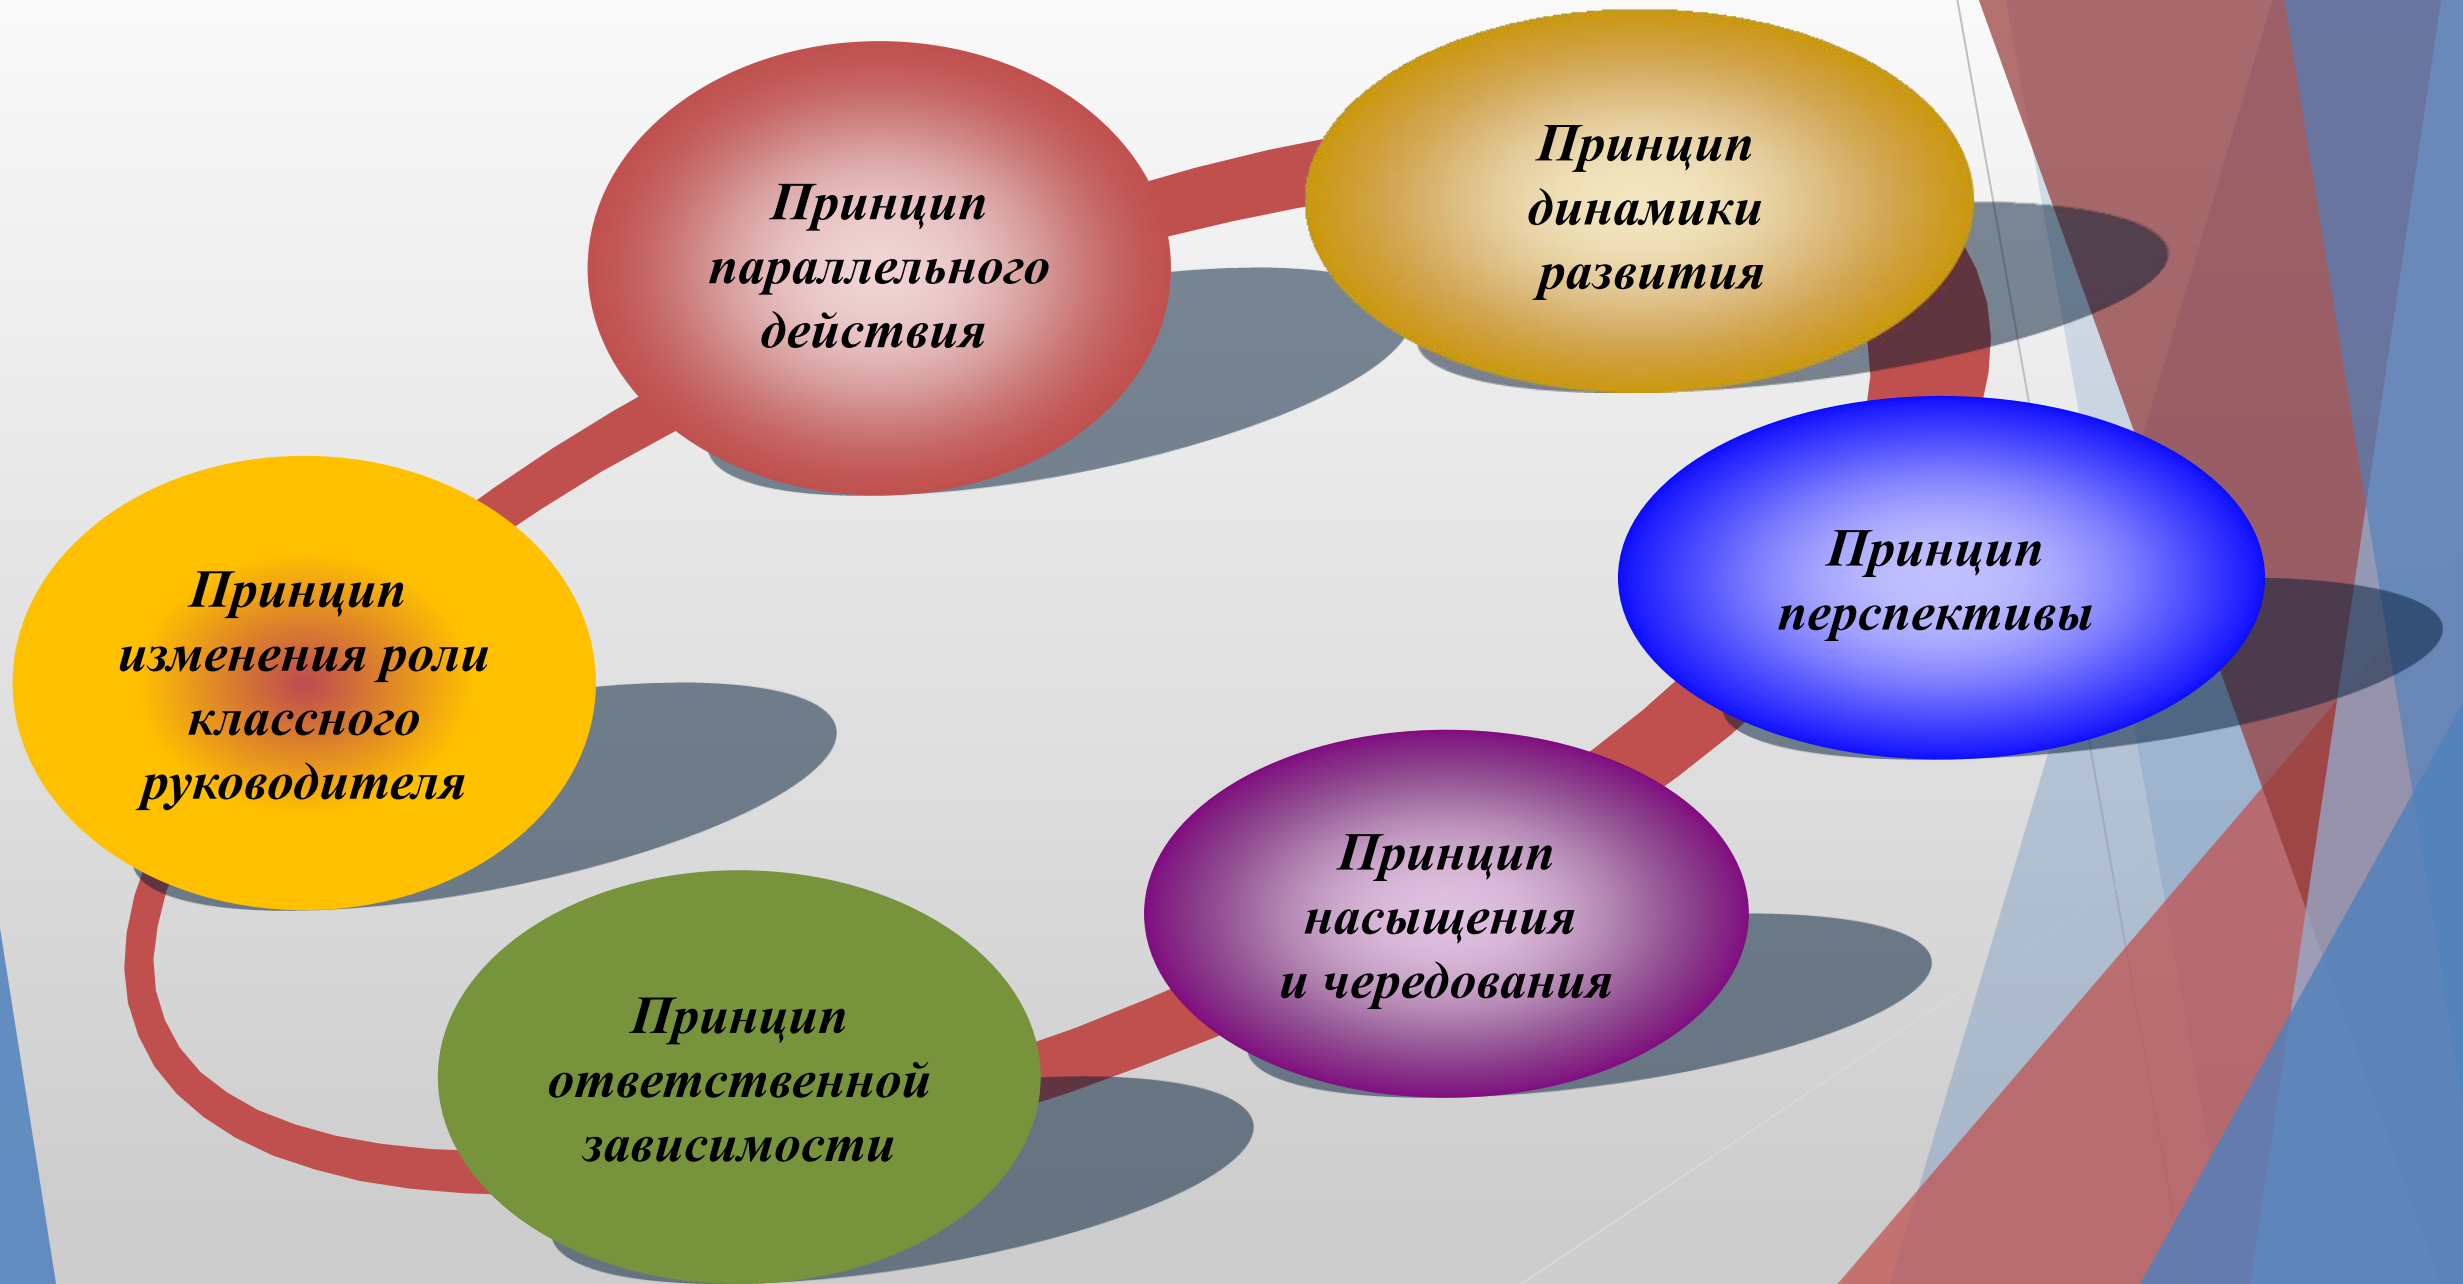 Принцип
параллельного
действия
Принцип
динамики
развития
Принцип
изменения роли
классного
руководителя
Принцип
перспективы
Принцип
насыщения
и чередования
Принцип
ответственной
зависимости